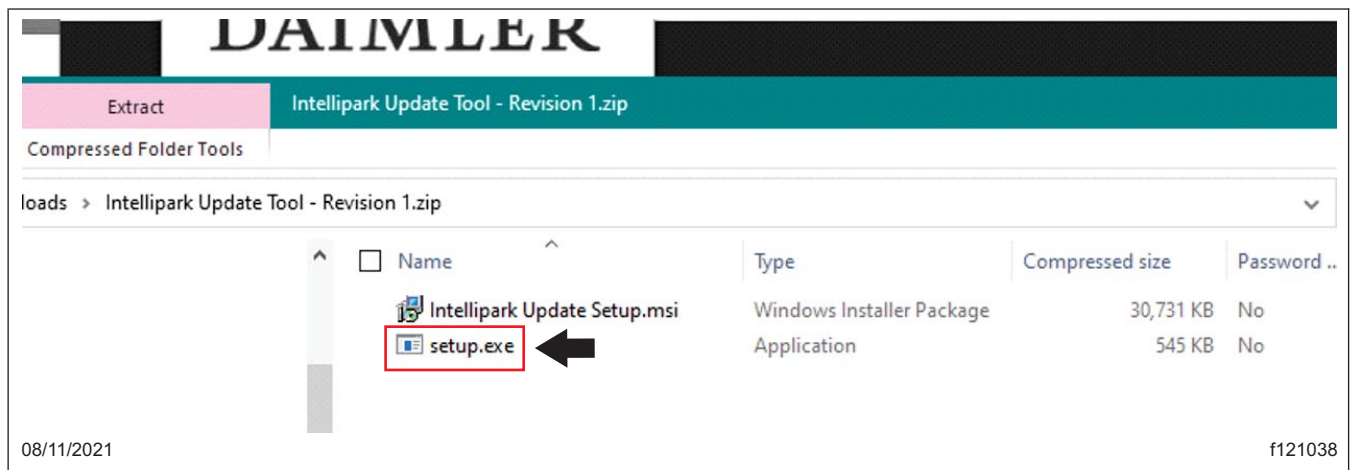 DAIMLER
Extract
Intellipark Update Tool - Revision 1.zip
Compressed Folder Tools
loads > Intellipark Update Tool - Revision 1.zip
Name Type Compressed size Password ..
Intellipark Update Setup.msi Windows Installer Package 30,731 KB No
setup.exe Application 545 KB No
08/11/2021 f121038